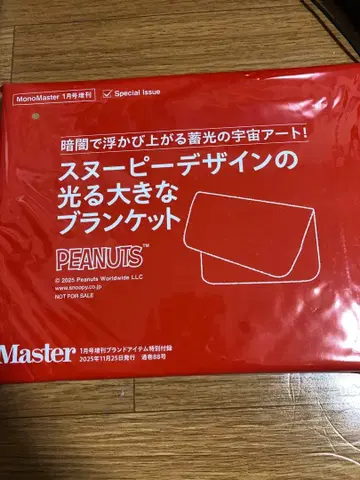 MonoMaster 1月号増刊 Special Issue
暗闇で浮かび上がる蓄光の宇宙アート!
スヌーピーデザインの
光る大きな
ブランケット
PEANUTS™
© 2025 Peanuts Worldwide LLC
www.snoopy.co.jp
NOT FOR SALE
Master 1月号増刊ブランドアイテム特別付録
2025年11月25日発行 通巻88号